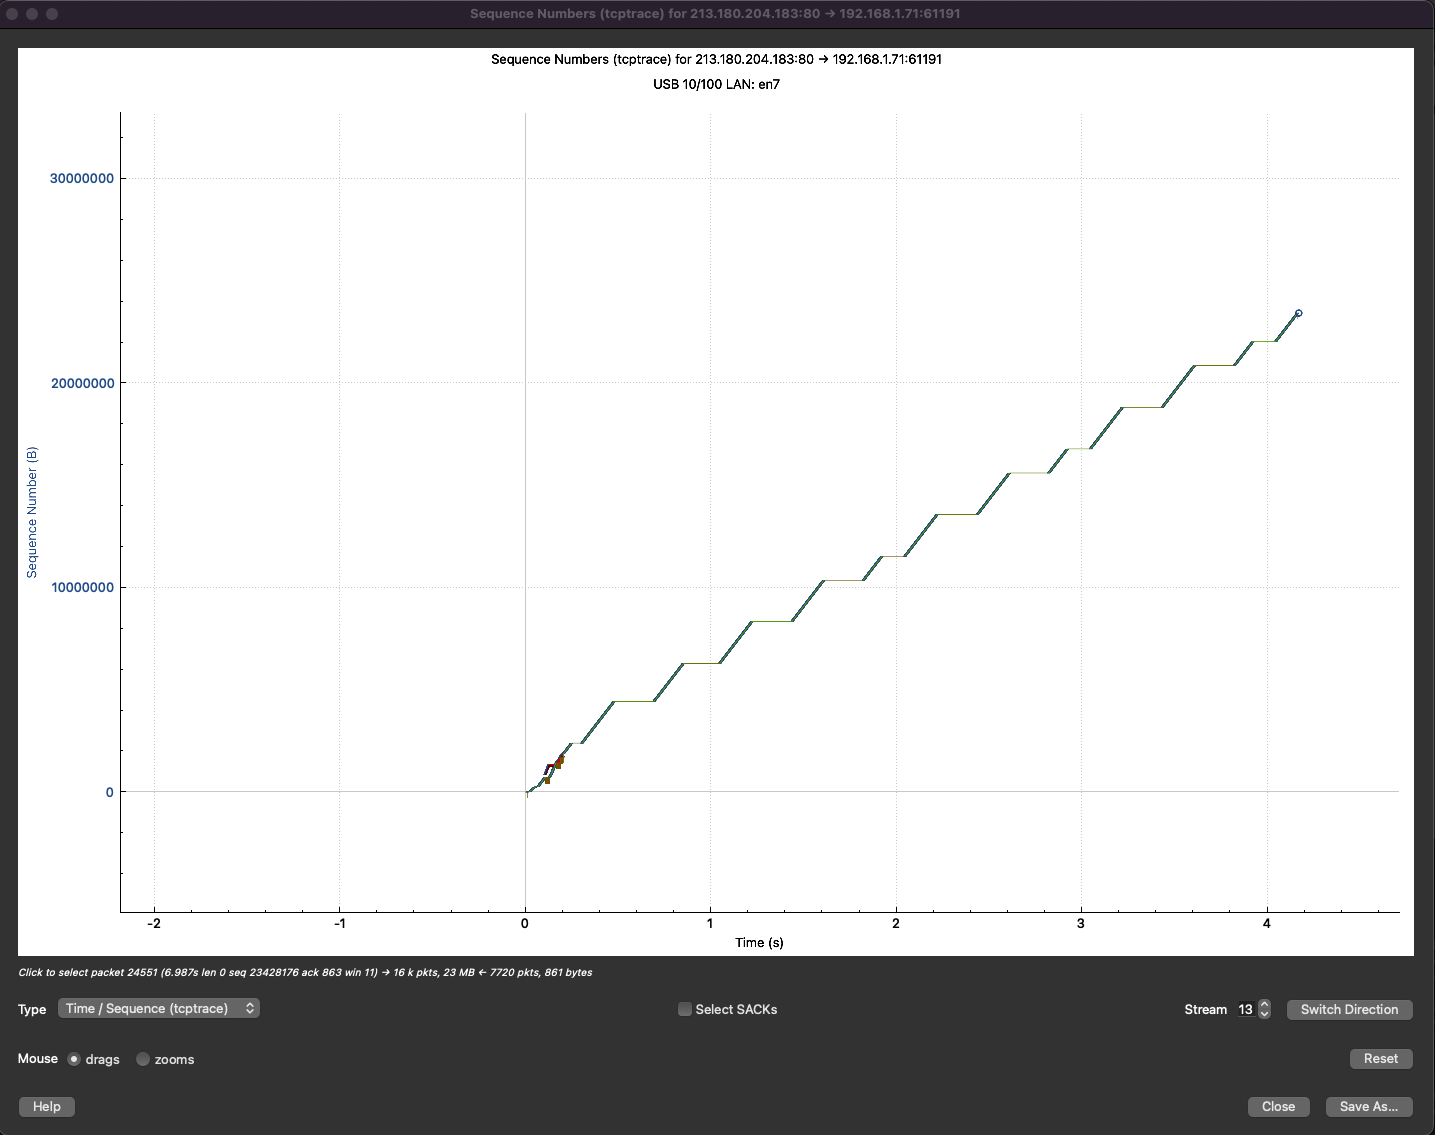 Sequence Numbers (tcptrace) for 213.180.204.183:80 → 192.168.1.71:61191
Sequence Numbers (tcptrace) for 213.180.204.183:80 → 192.168.1.71:61191
USB 10/100 LAN: en7
30000000
20000000
10000000
0
Sequence Number (B)
-2 -1 0 1 2 3 4
Time (s)
Click to select packet 24551 (6.987s len 0 seq 23428176 ack 863 win 11) → 16 k pkts, 23 MB ← 7720 pkts, 861 bytes
Type Time / Sequence (tcptrace) Select SACKs Stream 13 Switch Direction
Mouse drags zooms Reset
Help Close Save As...